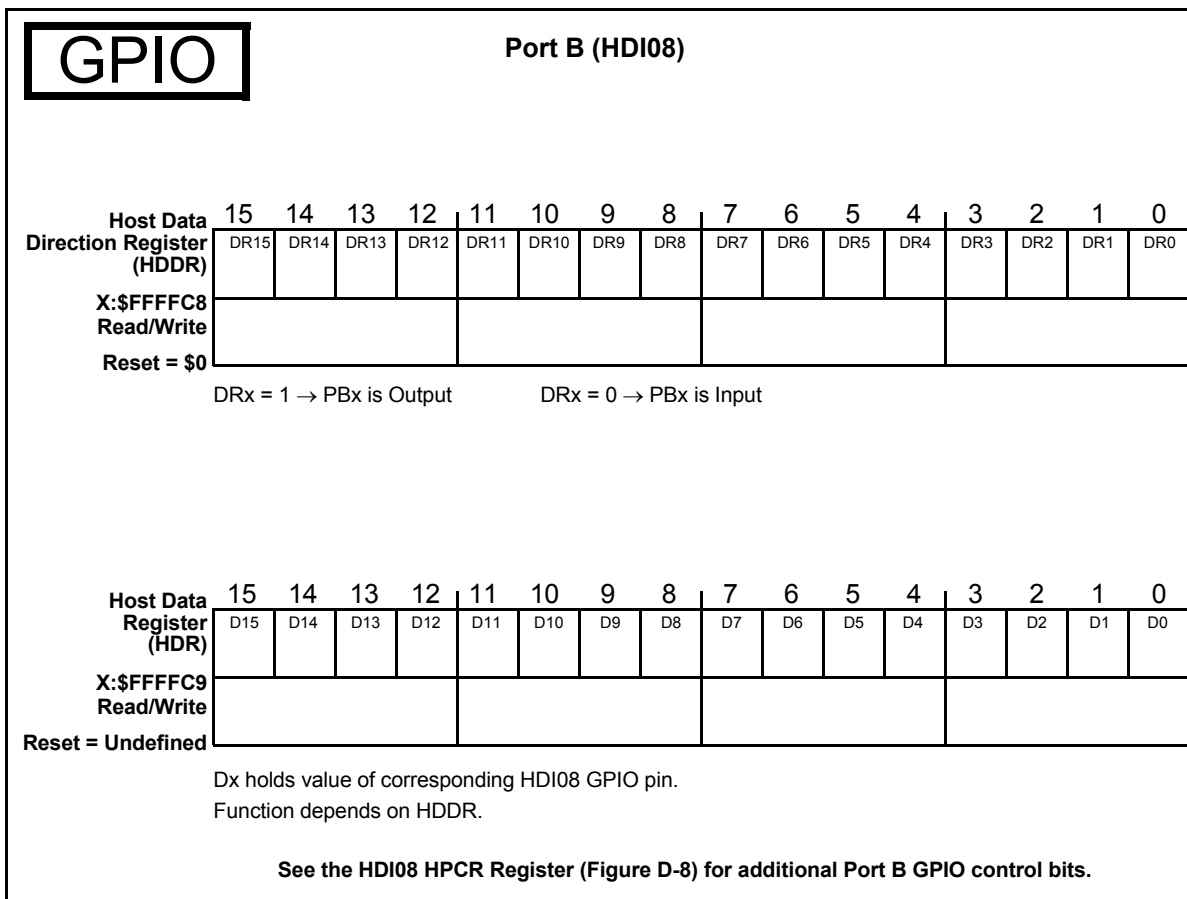 GPIO
Port B (HDI08)
Host Data
Direction Register
(HDDR)
X:$FFFFC8
Read/Write
Reset = $0
15 14 13 12 11 10 9 8 7 6 5 4 3 2 1 0
DR15 DR14 DR13 DR12 DR11 DR10 DR9 DR8 DR7 DR6 DR5 DR4 DR3 DR2 DR1 DR0
DRx = 1 → PBx is Output DRx = 0 → PBx is Input
Host Data
Register
(HDR)
X:$FFFFC9
Read/Write
Reset = Undefined
15 14 13 12 11 10 9 8 7 6 5 4 3 2 1 0
D15 D14 D13 D12 D11 D10 D9 D8 D7 D6 D5 D4 D3 D2 D1 D0
Dx holds value of corresponding HDI08 GPIO pin.
Function depends on HDDR.
See the HDI08 HPCR Register (Figure D-8) for additional Port B GPIO control bits.